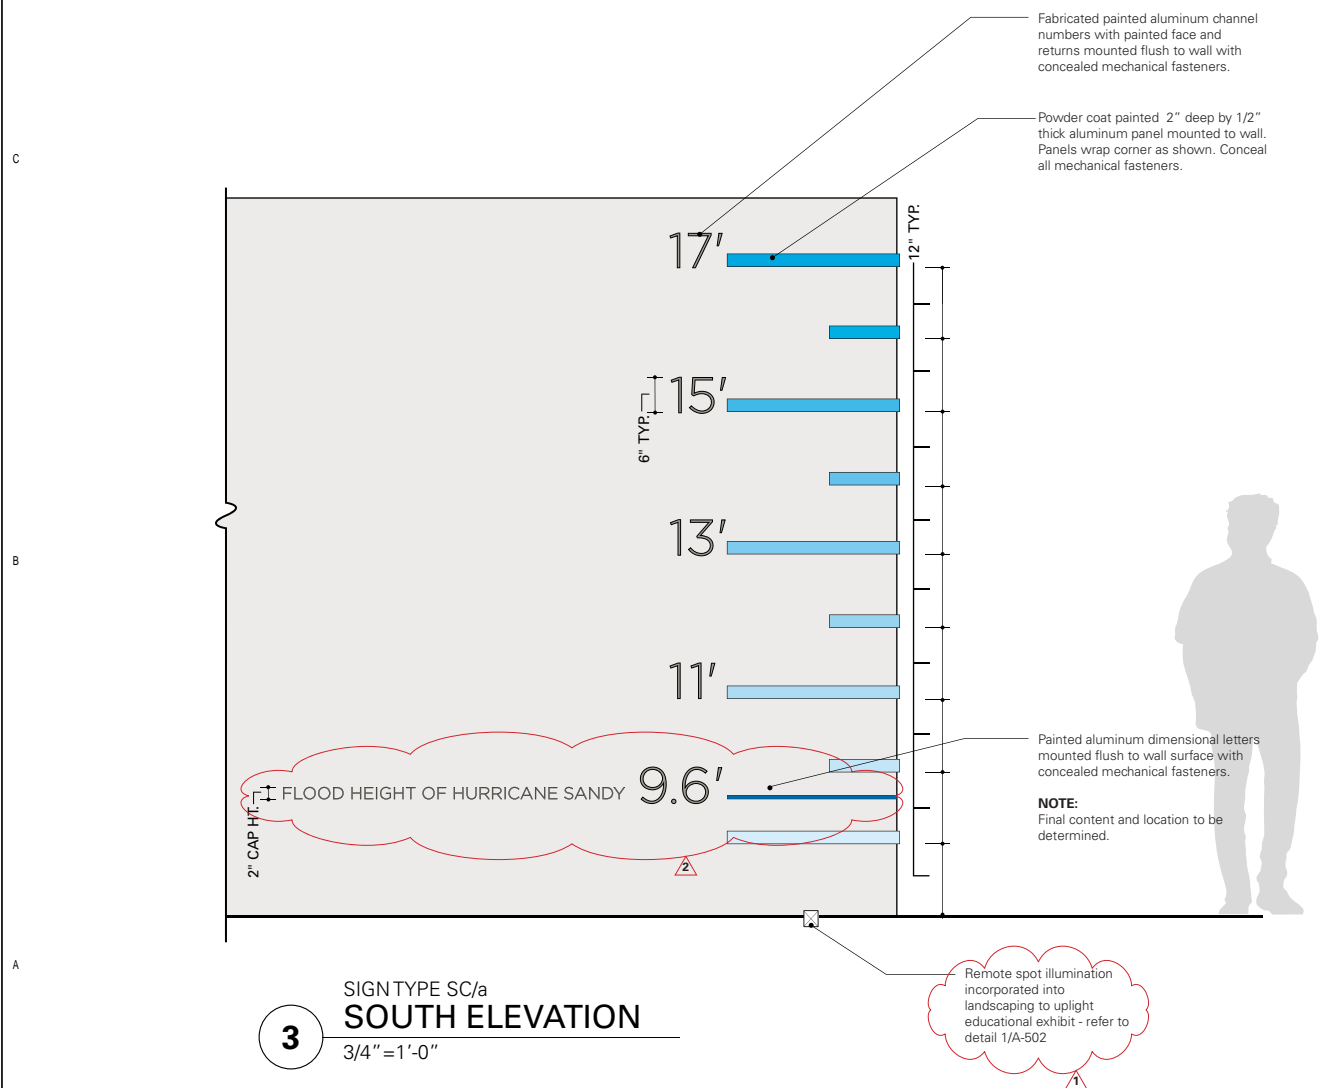 Fabricated painted aluminum channel
numbers with painted face and
returns mounted flush to wall with
concealed mechanical fasteners.
Powder coat painted 2” deep by 1/2”
thick aluminum panel mounted to wall.
Panels wrap corner as shown. Conceal
all mechanical fasteners.
C
12" TYP.
17’
15’
6" TYP.
13’
B
11’
Painted aluminum dimensional letters
mounted flush to wall surface with
concealed mechanical fasteners.
NOTE:
Final content and location to be
determined.
FLOOD HEIGHT OF HURRICANE SANDY 9.6’
2" CAP HT.
2
A
Remote spot illumination
incorporated into
landscaping to uplight
educational exhibit - refer to
detail 1/A-502
1
SIGN TYPE SC/a
3 SOUTH ELEVATION
3/4”=1’-0”